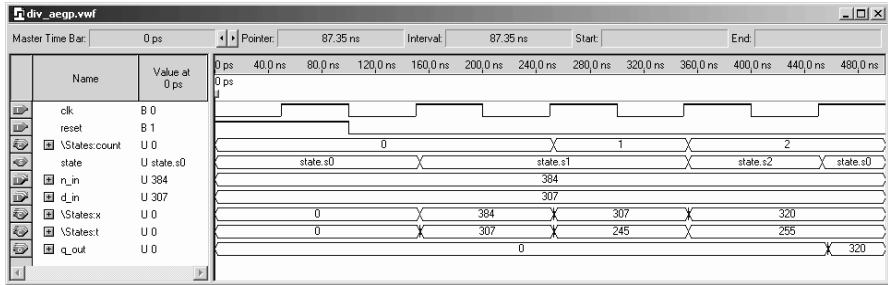 div_aegp.vwf
Master Time Bar: 0 ps Pointer: 87.35 ns Interval: 87.35 ns Start: End:
Name Value at 0 ps 0 ps 40.0 ns 80.0 ns 120.0 ns 160.0 ns 200.0 ns 240.0 ns 280.0 ns 320.0 ns 360.0 ns 400.0 ns 440.0 ns 480.0 ns
0 ps
clk B 0
reset B 1
\States:count U 0 0 1 2
state U state.s0 state.s0 state.s1 state.s2 state.s0
n_in U 384 384
d_in U 307 307
\States:x U 0 0 384 307 320
\States:t U 0 0 307 245 255
q_out U 0 0 320